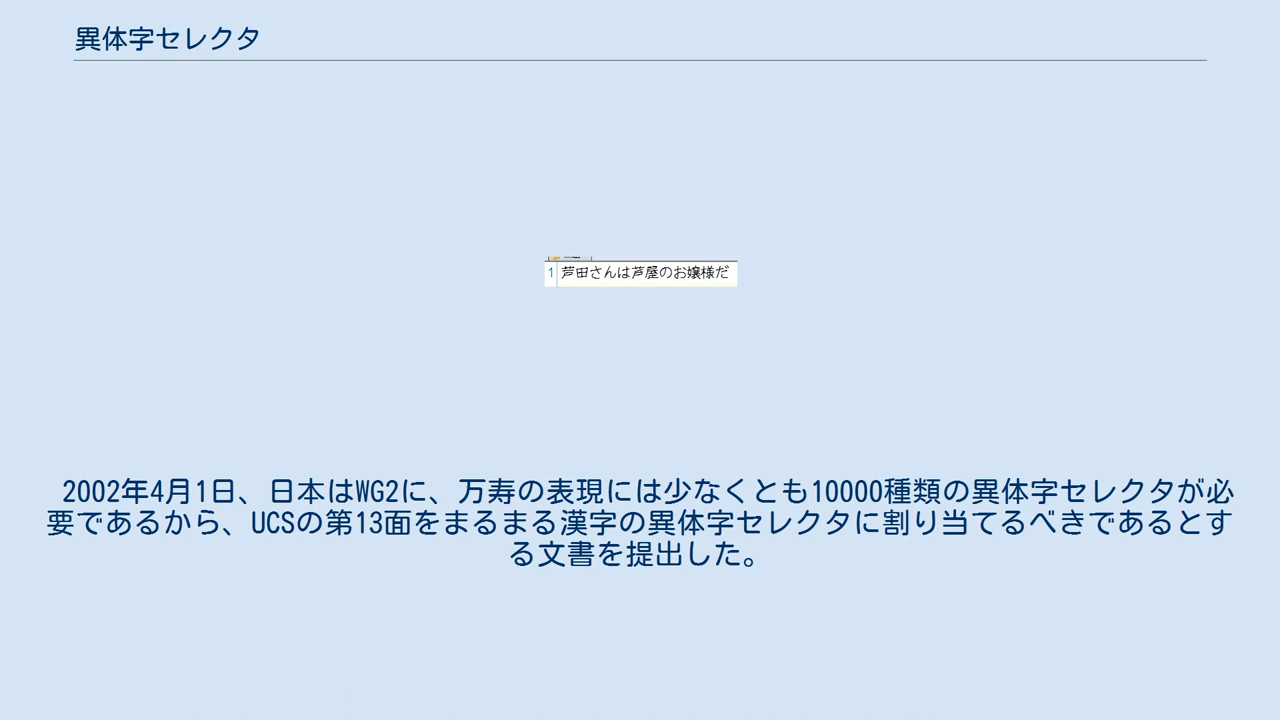 異体字セレクタ
1 芦田さんは芦屋のお嬢様だ
2002年4月1日、日本はWG2に、万寿の表現には少なくとも10000種類の異体字セレクタが必
要であるから、UCSの第13面をまるまる漢字の異体字セレクタに割り当てるべきであるとす
る文書を提出した。